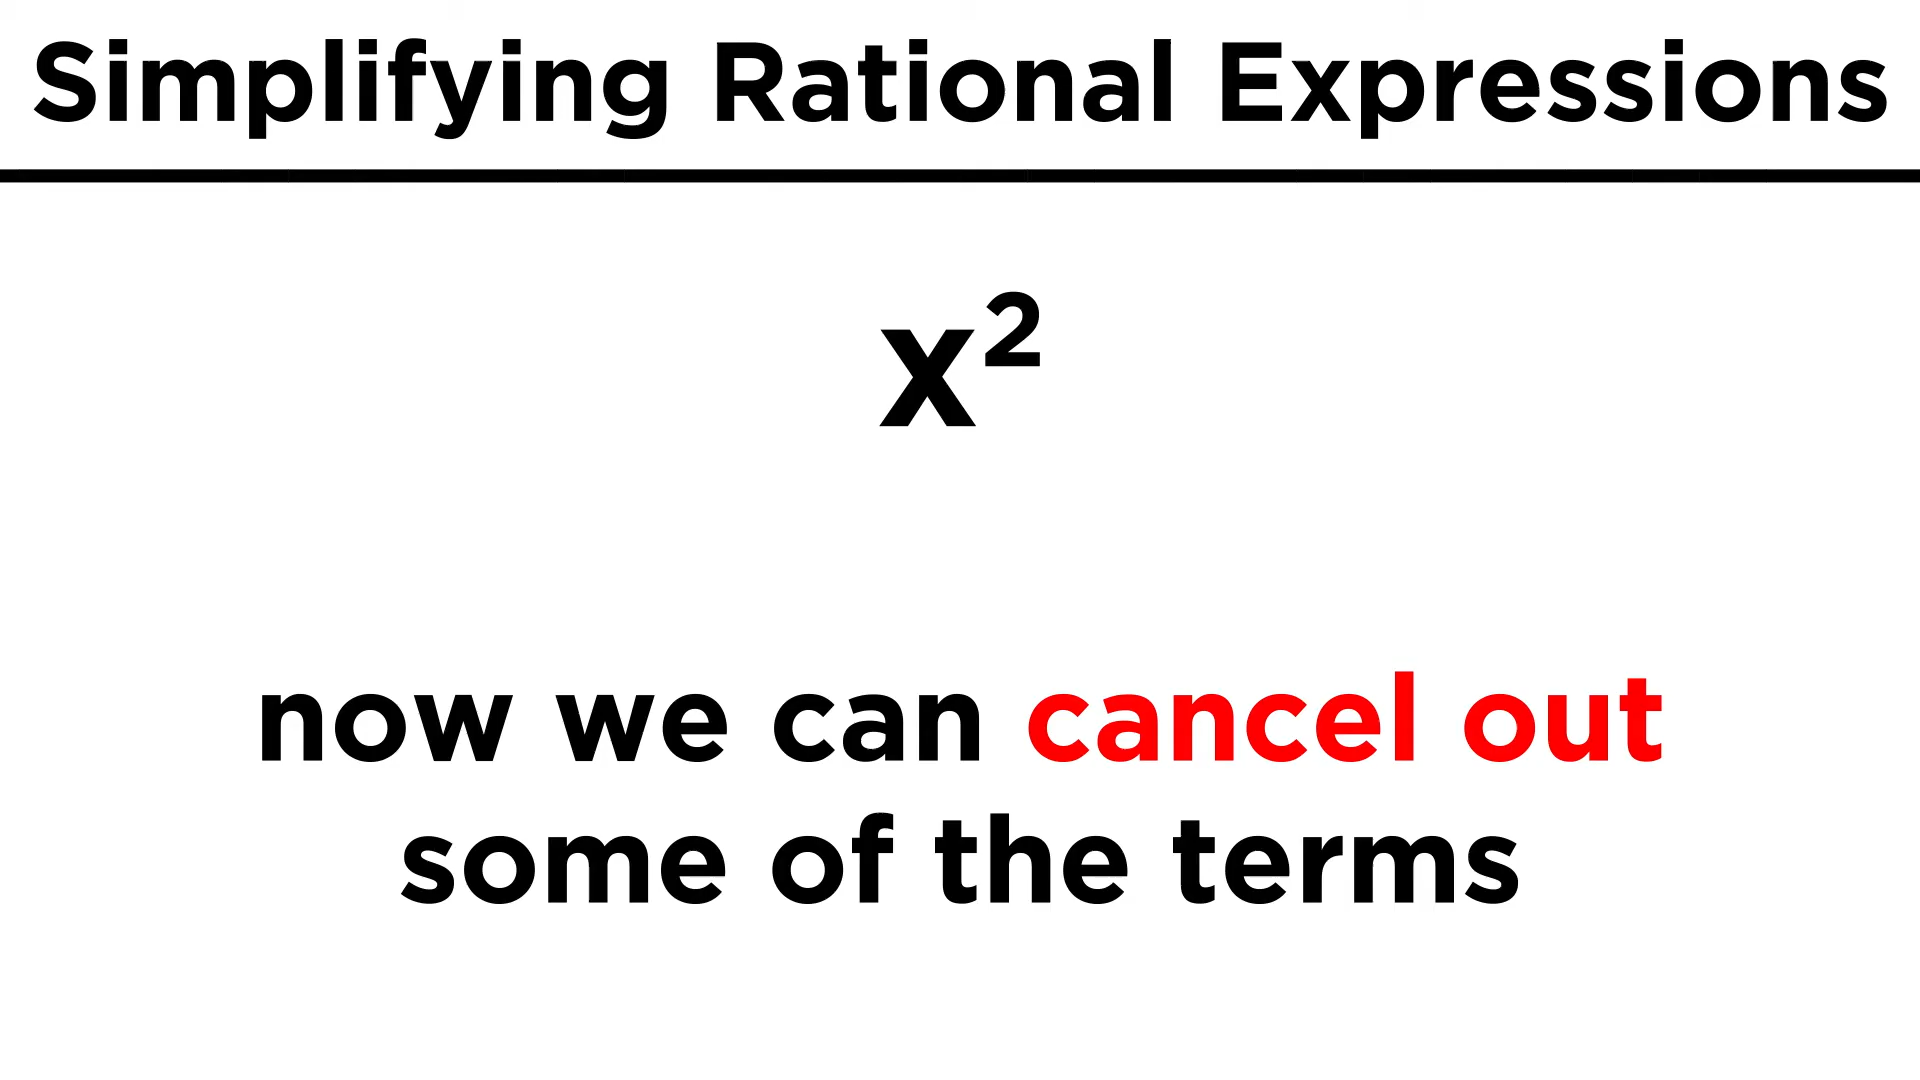 Simplifying Rational Expressions
x²
now we can cancel out
some of the terms